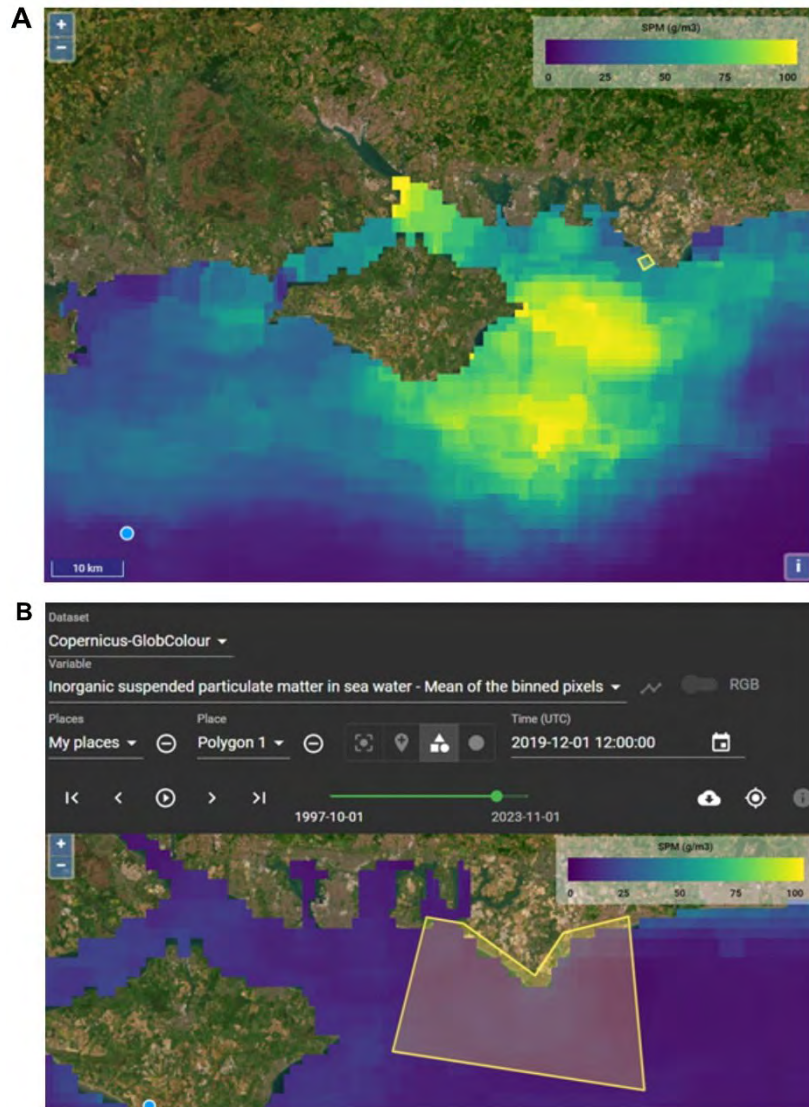 A
+
−
SPM (g/m3)
0 25 50 75 100
10 km
i
B
Dataset
Copernicus-GlobColour
Variable
Inorganic suspended particulate matter in sea water - Mean of the binned pixels
RGB
Places
Place
Time (UTC)
My places
Polygon 1
2019-12-01 12:00:00
1997-10-01
2023-11-01
+
−
SPM (g/m3)
0 25 50 75 100